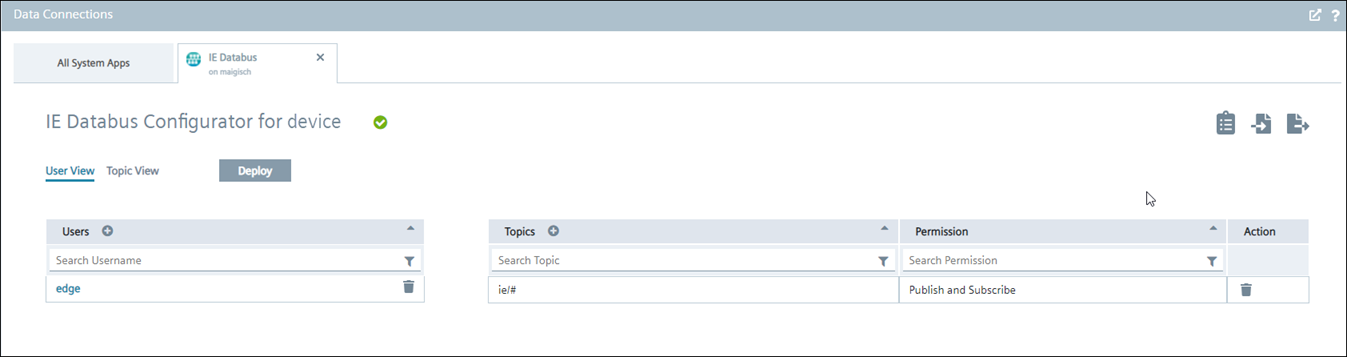 Data Connections
?
All System Apps
IE Databus
on maigisch
IE Databus Configurator for device
User View
Topic View
Deploy
Users
Topics
Permission
Action
Search Username
Search Topic
Search Permission
edge
ie/#
Publish and Subscribe